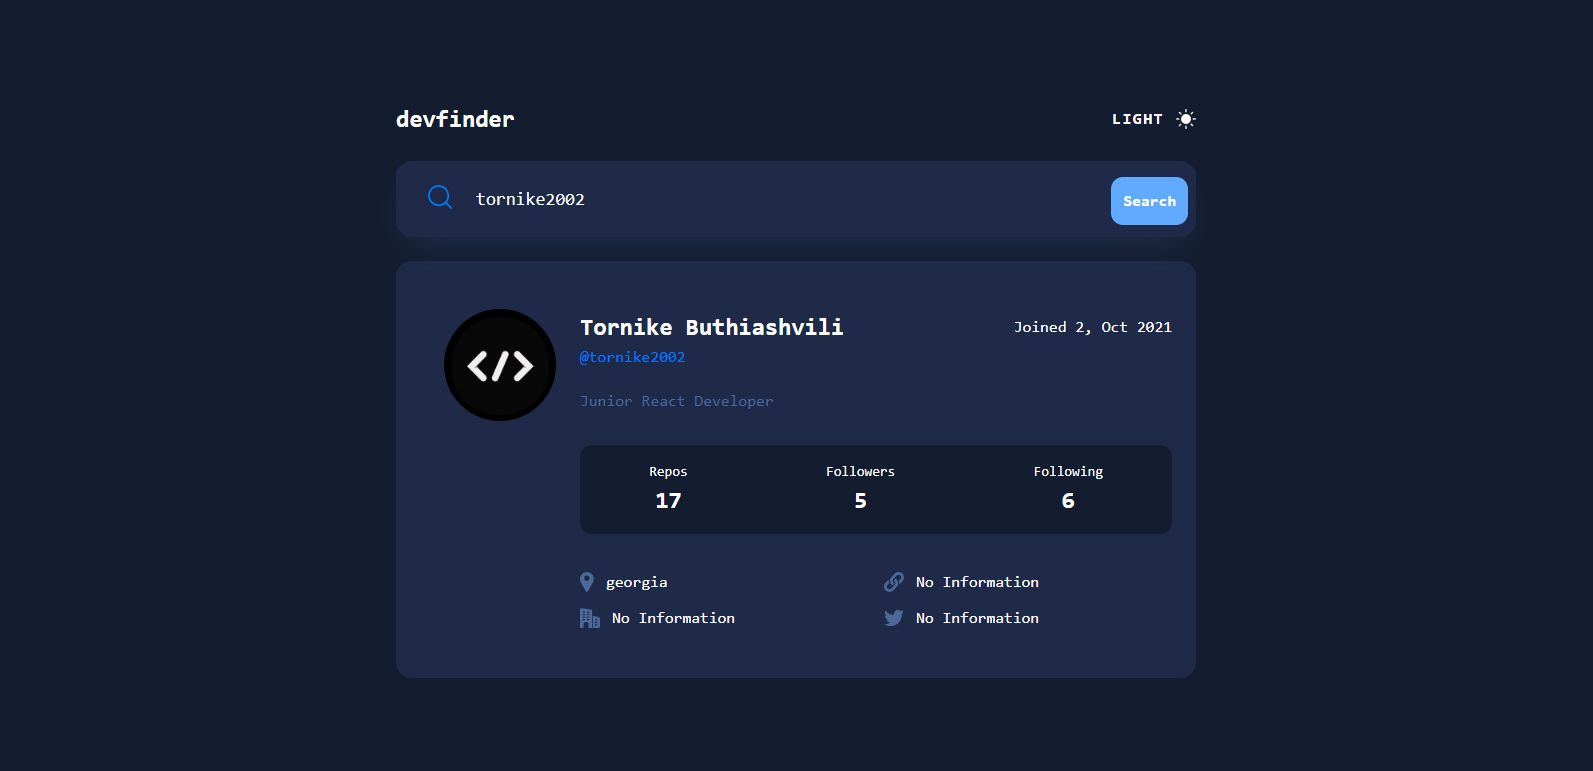 devfinder
LIGHT
tornike2002
Search
Tornike Buthiashvili
Joined 2, Oct 2021
@tornike2002
Junior React Developer
Repos
Followers
Following
17
5
6
georgia
No Information
No Information
No Information